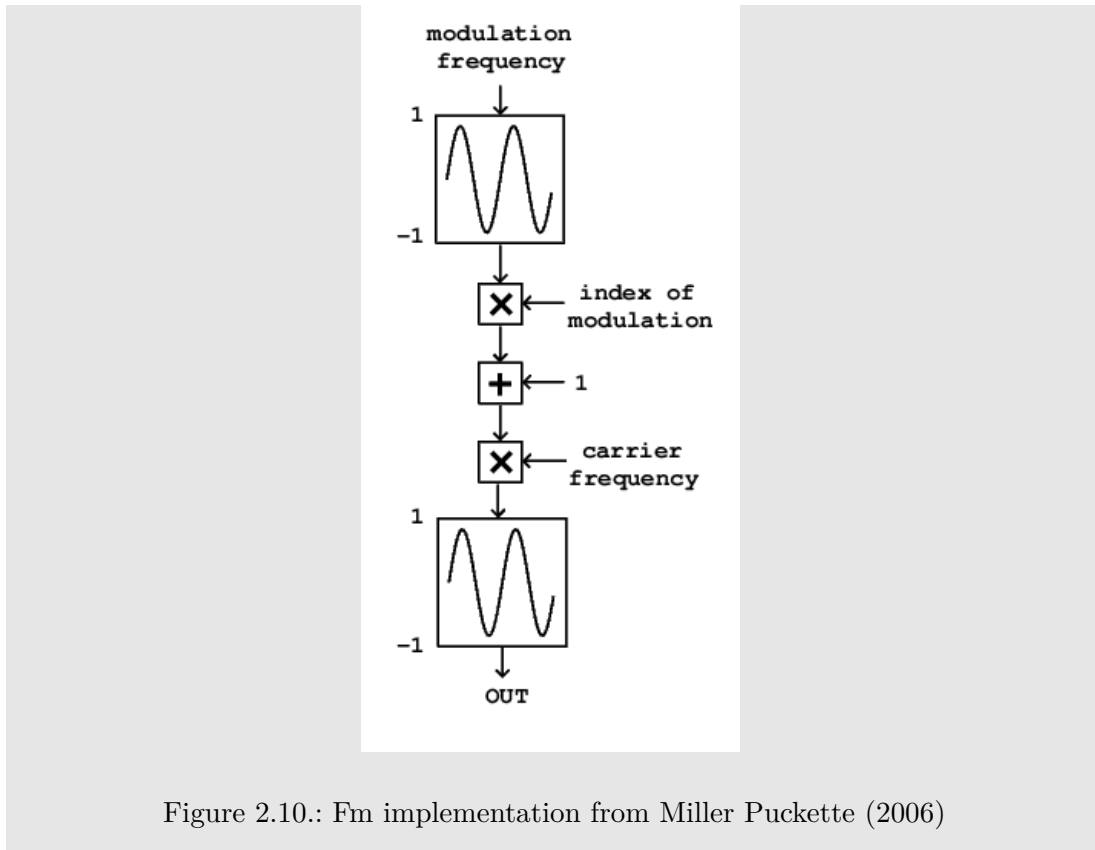 modulation
frequency
1
-1
index of
modulation
1
carrier
frequency
1
-1
OUT
Figure 2.10.: Fm implementation from Miller Puckette (2006)